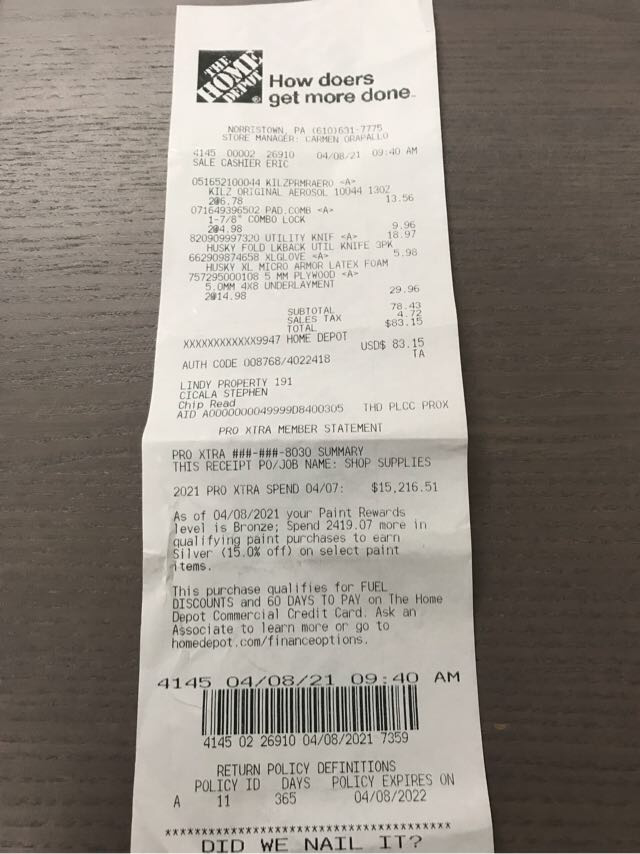 THE
HOME
DEPOT
How doers
get more done™
NORRISTOWN, PA (610)631-7775
STORE MANAGER: CARMEN ORAPALLO
4145 00002 26910 04/08/21 09:40 AM
SALE CASHIER ERIC
051652100044 KILZPRMRAERO <A>
KILZ ORIGINAL AEROSOL 10044 13OZ
2@6.78 13.56
071649396502 PAD.COMB <A>
1-7/8" COMBO LOCK
2@4.98 9.96
820909997320 UTILITY KNIF <A> 18.97
HUSKY FOLD LKBACK UTIL KNIFE 3PK
662909874658 XLGLOVE <A> 5.98
HUSKY XL MICRO ARMOR LATEX FOAM
757295000108 5 MM PLYWOOD <A>
5.0MM 4X8 UNDERLAYMENT
2@14.98 29.96
SUBTOTAL 78.43
SALES TAX 4.72
TOTAL $83.15
XXXXXXXXXXXX9947 HOME DEPOT
USD$ 83.15
AUTH CODE 008768/4022418 TA
LINDY PROPERTY 191
CICALA STEPHEN
Chip Read
AID A0000000049999D8400305 THD PLCC PROX
PRO XTRA MEMBER STATEMENT
PRO XTRA ###-###-8030 SUMMARY
THIS RECEIPT PO/JOB NAME: SHOP SUPPLIES
2021 PRO XTRA SPEND 04/07: $15,216.51
As of 04/08/2021 your Paint Rewards
level is Bronze; Spend 2419.07 more in
qualifying paint purchases to earn
Silver (15.0% off) on select paint
items.
This purchase qualifies for FUEL
DISCOUNTS and 60 DAYS TO PAY on The Home
Depot Commercial Credit Card. Ask an
Associate to learn more or go to
homedepot.com/financeoptions.
4145 04/08/21 09:40 AM
4145 02 26910 04/08/2021 7359
RETURN POLICY DEFINITIONS
POLICY ID DAYS POLICY EXPIRES ON
A 11 365 04/08/2022
****************************************
DID WE NAIL IT?